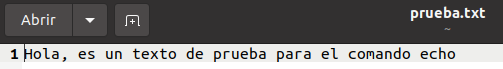 Abrir
prueba.txt
~
1 Hola, es un texto de prueba para el comando echo